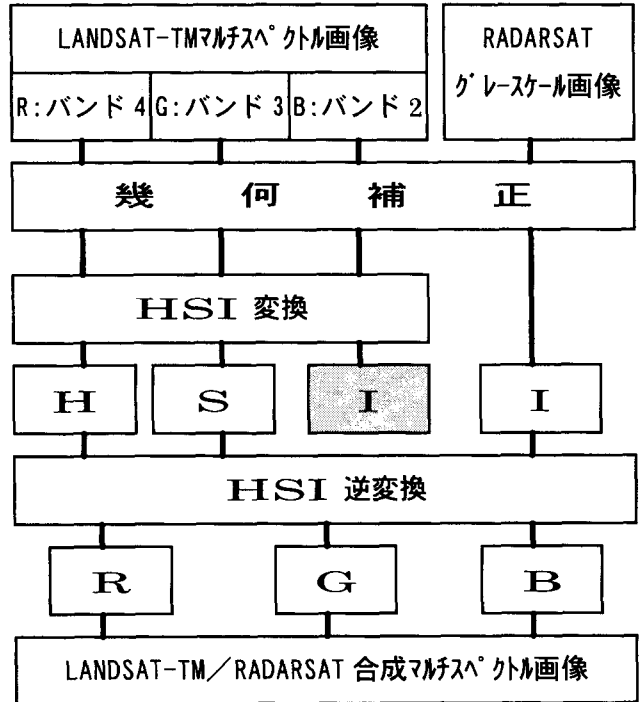 LANDSAT-TMﾏﾙﾁｽﾍﾟｸﾄﾙ画像
R:バンド4 G:バンド3 B:バンド2
RADARSAT
ｸﾞﾚｰｽｹｰﾙ画像
幾何補正
HSI 変換
H S I I
HSI 逆変換
R G B
LANDSAT-TM／RADARSAT 合成ﾏﾙﾁｽﾍﾟｸﾄﾙ画像